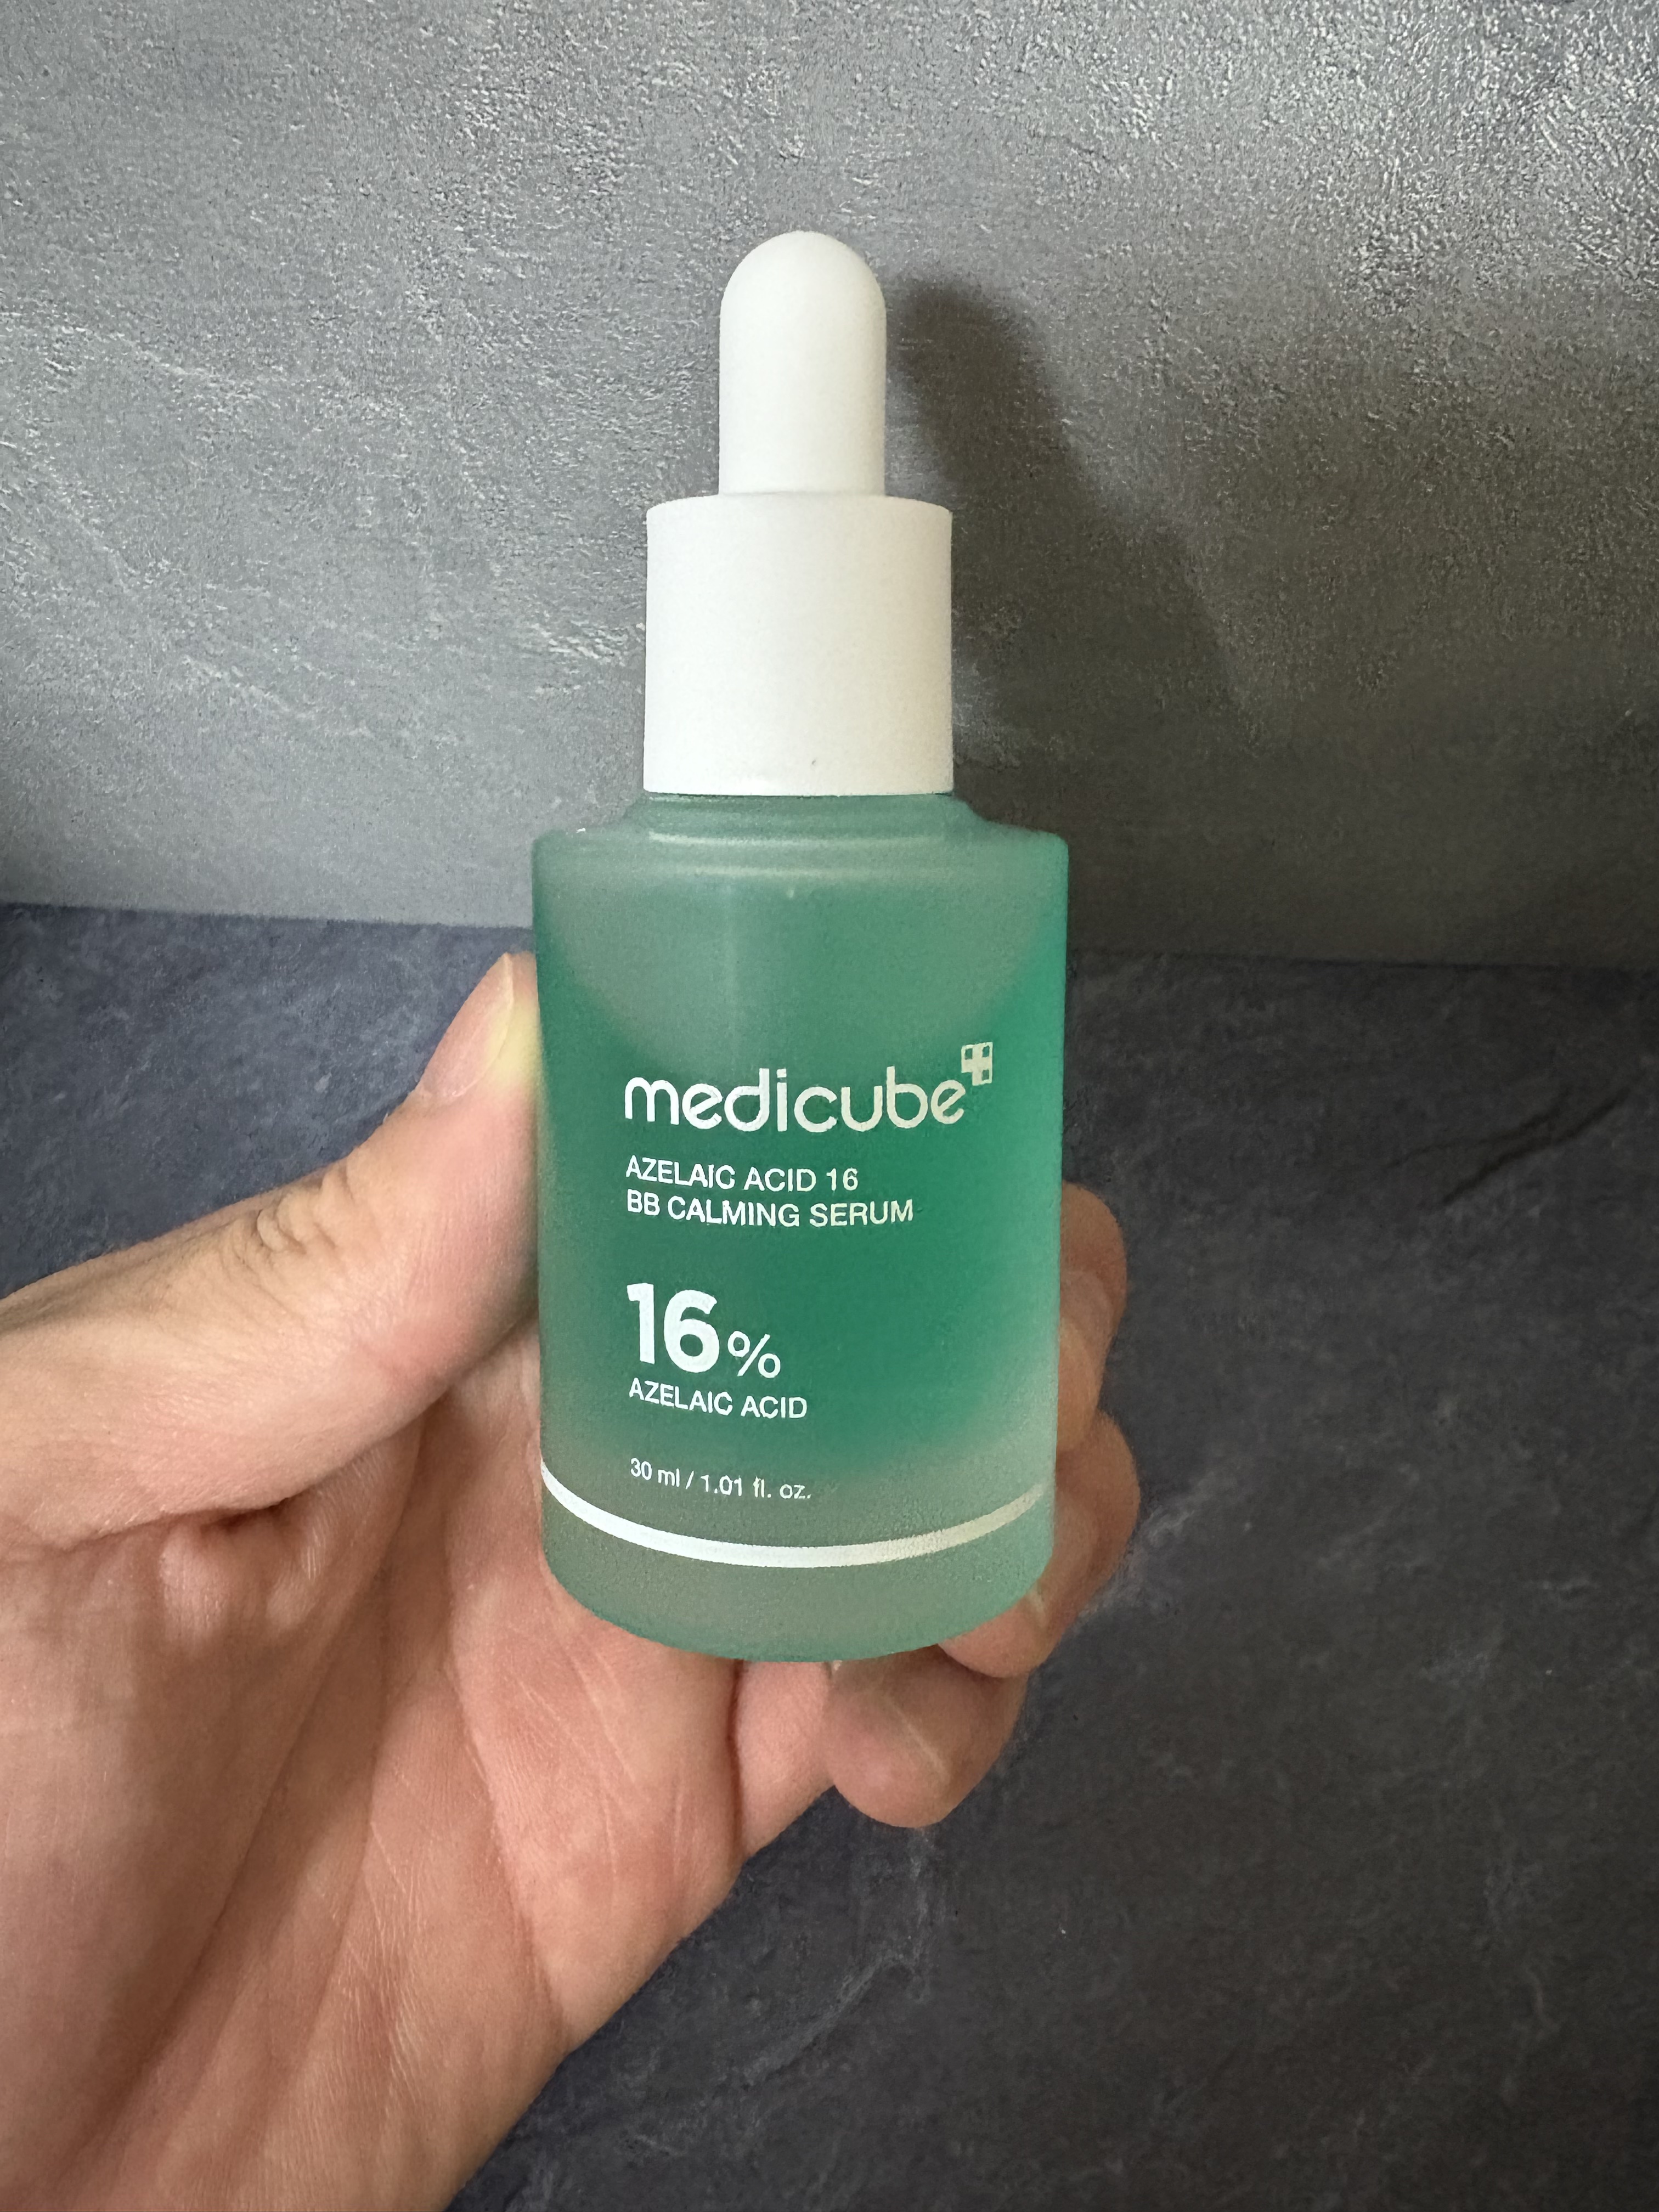 medicube
AZELAIC ACID 16
BB CALMING SERUM
16%
AZELAIC ACID
30 ml / 1.01 fl. oz.